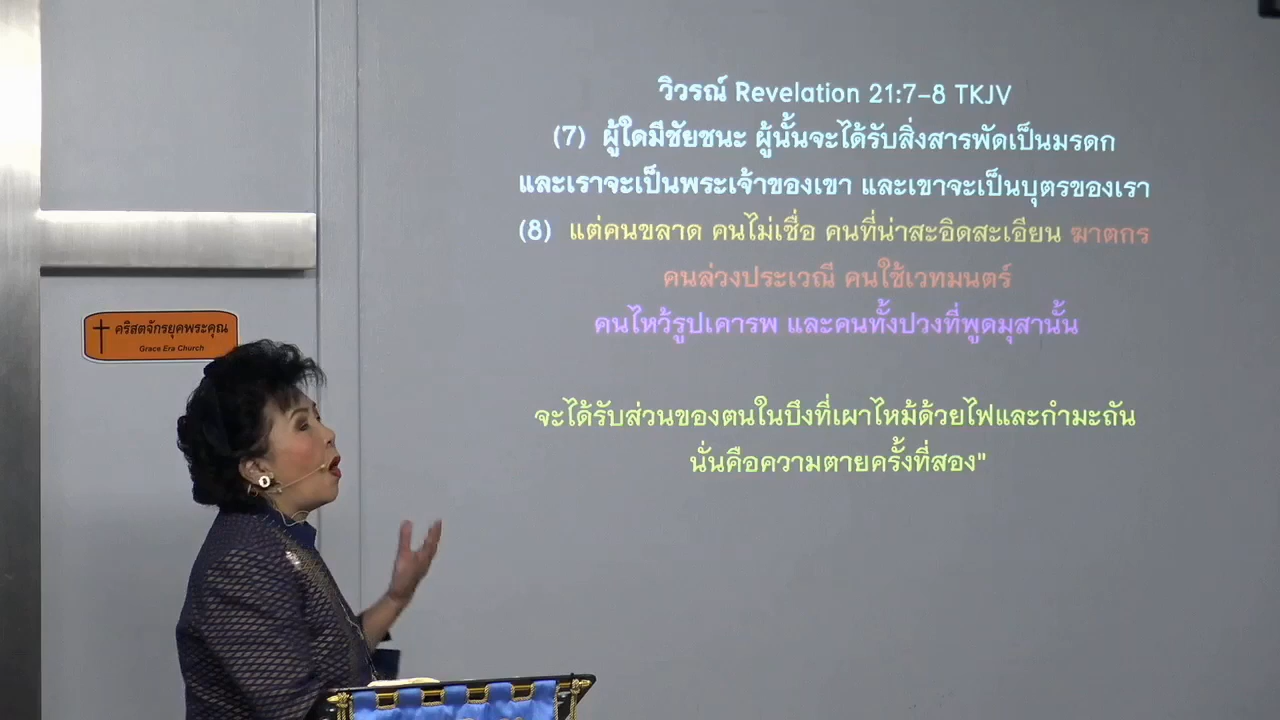 วิวรณ์ Revelation 21:7-8 TKJV
(7) ผู้ใดมีชัยชนะ ผู้นั้นจะได้รับสิ่งสารพัดเป็นมรดก
และเราจะเป็นพระเจ้าของเขา และเขาจะเป็นบุตรของเรา
(8) แต่คนขลาด คนไม่เชื่อ คนที่น่าสะอิดสะเอียน ฆาตกร
คนล่วงประเวณี คนใช้เวทมนตร์
คนไหว้รูปเคารพ และคนทั้งปวงที่พูดมุสานั้น
จะได้รับส่วนของตนในบึงที่เผาไหม้ด้วยไฟและกำมะถัน
นั่นคือความตายครั้งที่สอง"
คริสตจักรยุคพระคุณ
Grace Era Church